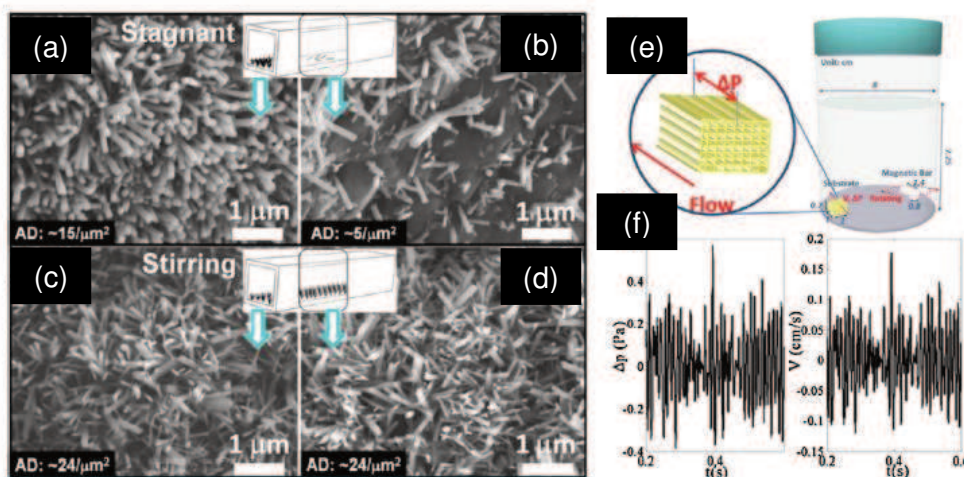 (a)
Stagnant
(b)
1 μm
1 μm
AD: ~15/μm²
AD: ~5/μm²
(c)
Stirring
(d)
1 μm
1 μm
AD: ~24/μm²
AD: ~24/μm²
(e)
ΔP
Flow
Unit: cm
Magnetic Bar
Substrate
V, ΔP
Rotating
(f)
Δp (Pa)
0.4
0.2
0
-0.2
-0.4
0.2
0.4
t(s)
V (cm/s)
0.2
0.15
0.1
0.05
0
-0.05
-0.1
-0.15
0.2
0.4
0.6
t(s)